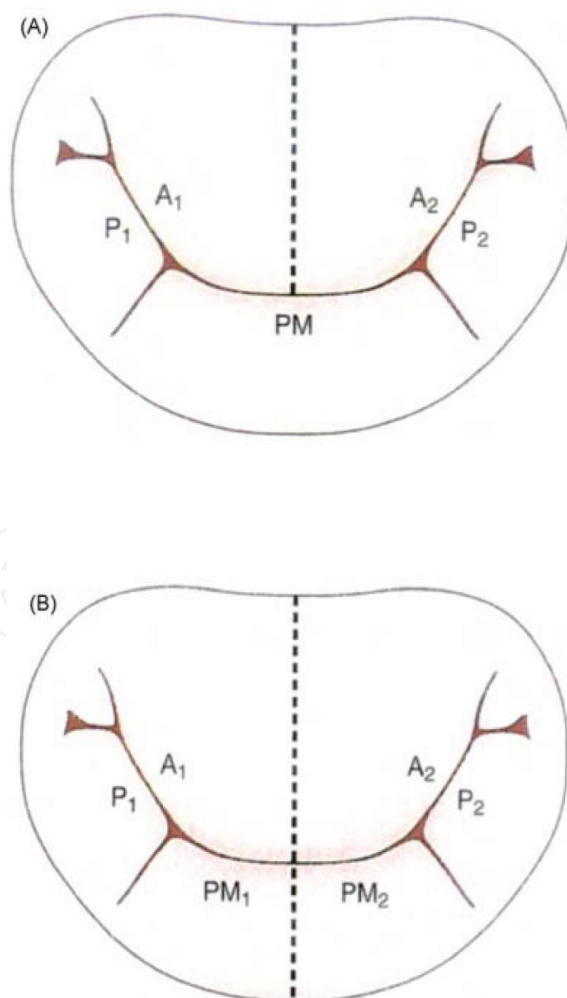 (A)
A₁ A₂
P₁ P₂
PM
(B)
A₁ A₂
P₁ P₂
PM₁ PM₂